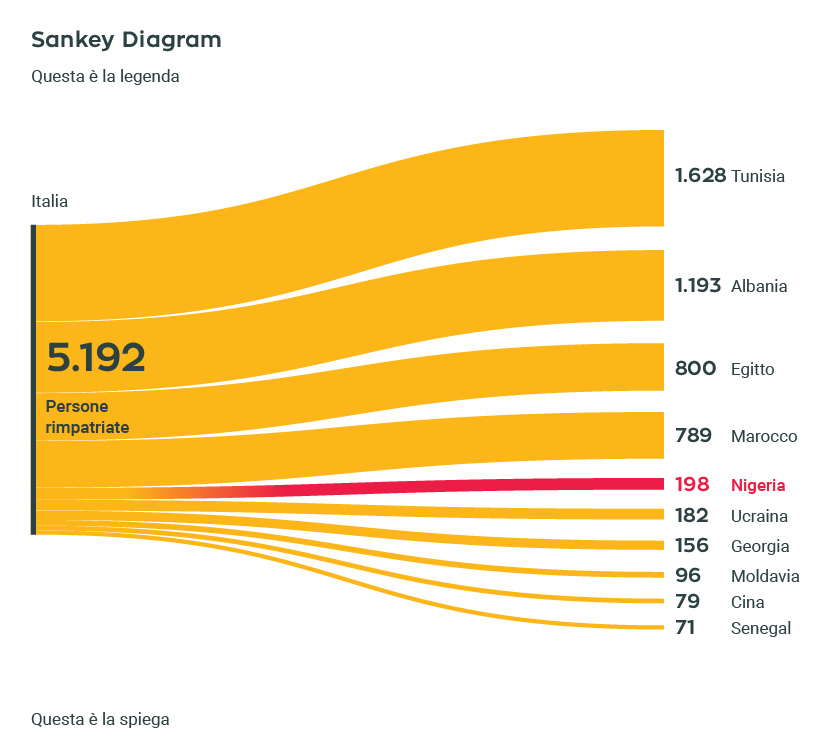 Sankey Diagram
Questa è la legenda
Italia
5.192
Persone
rimpatriate
1.628 Tunisia
1.193 Albania
800 Egitto
789 Marocco
198 Nigeria
182 Ucraina
156 Georgia
96 Moldavia
79 Cina
71 Senegal
Questa è la spiega